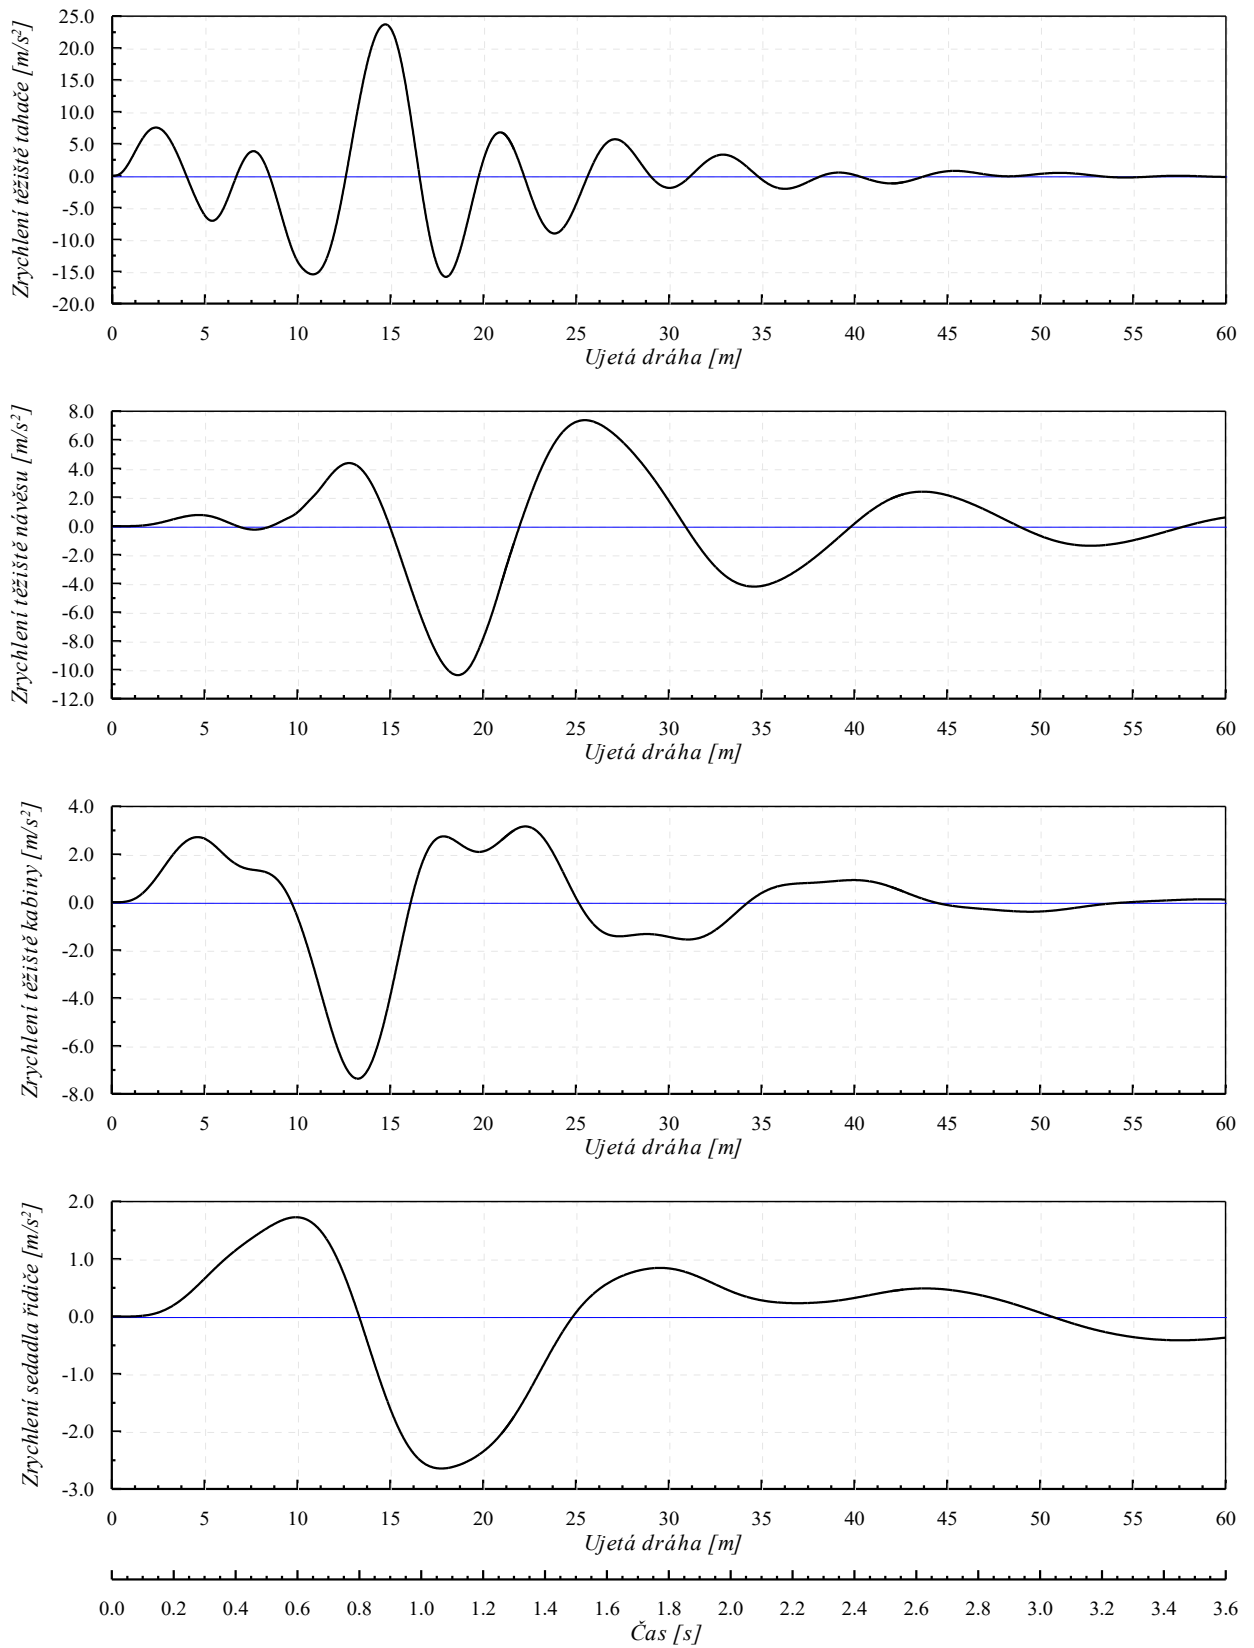 Zrychlení těžiště tahače [m/s²]
25.0
20.0
15.0
10.0
5.0
0.0
-5.0
-10.0
-15.0
-20.0
0 5 10 15 20 25 30 35 40 45 50 55 60
Ujetá dráha [m]
Zrychlení těžiště návěsu [m/s²]
8.0
6.0
4.0
2.0
0.0
-2.0
-4.0
-6.0
-8.0
-10.0
-12.0
0 5 10 15 20 25 30 35 40 45 50 55 60
Ujetá dráha [m]
Zrychlení těžiště kabiny [m/s²]
4.0
2.0
0.0
-2.0
-4.0
-6.0
-8.0
0 5 10 15 20 25 30 35 40 45 50 55 60
Ujetá dráha [m]
Zrychlení sedadla řidiče [m/s²]
2.0
1.0
0.0
-1.0
-2.0
-3.0
0 5 10 15 20 25 30 35 40 45 50 55 60
Ujetá dráha [m]
0.0 0.2 0.4 0.6 0.8 1.0 1.2 1.4 1.6 1.8 2.0 2.2 2.4 2.6 2.8 3.0 3.2 3.4 3.6
Čas [s]